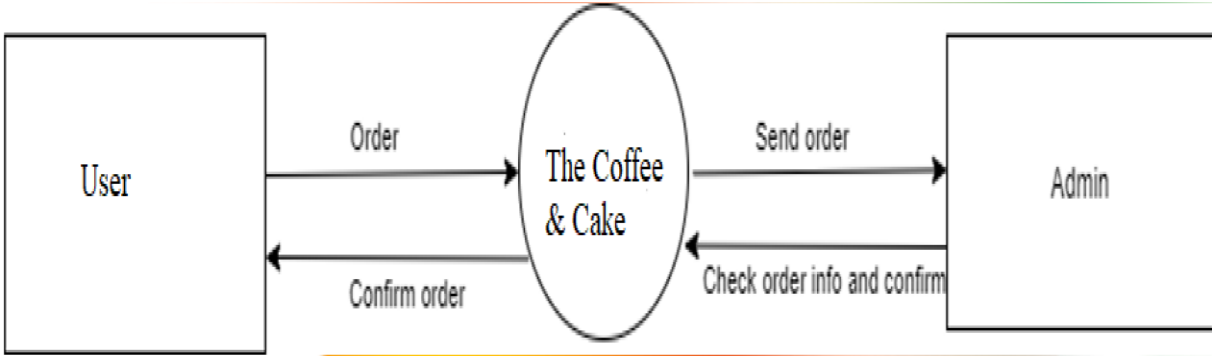 User
Order
Confirm order
The Coffee
& Cake
Send order
Check order info and confirm
Admin